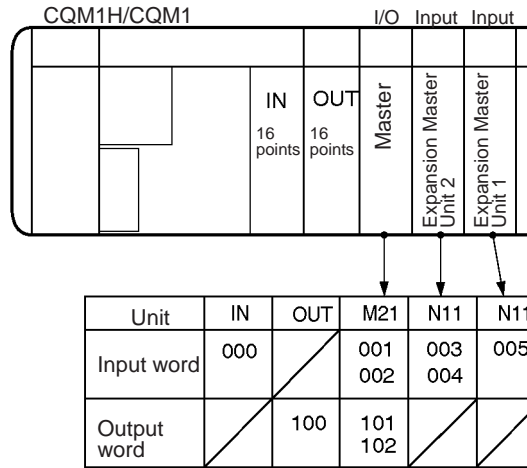 CQM1H/CQM1 I/O Input Input
IN OUT
16 points 16 points
Master
Expansion Master Unit 2
Expansion Master Unit 1
Unit IN OUT M21 N11 N11
Input word 000 001 003 005
002 004
Output word 100 101
102